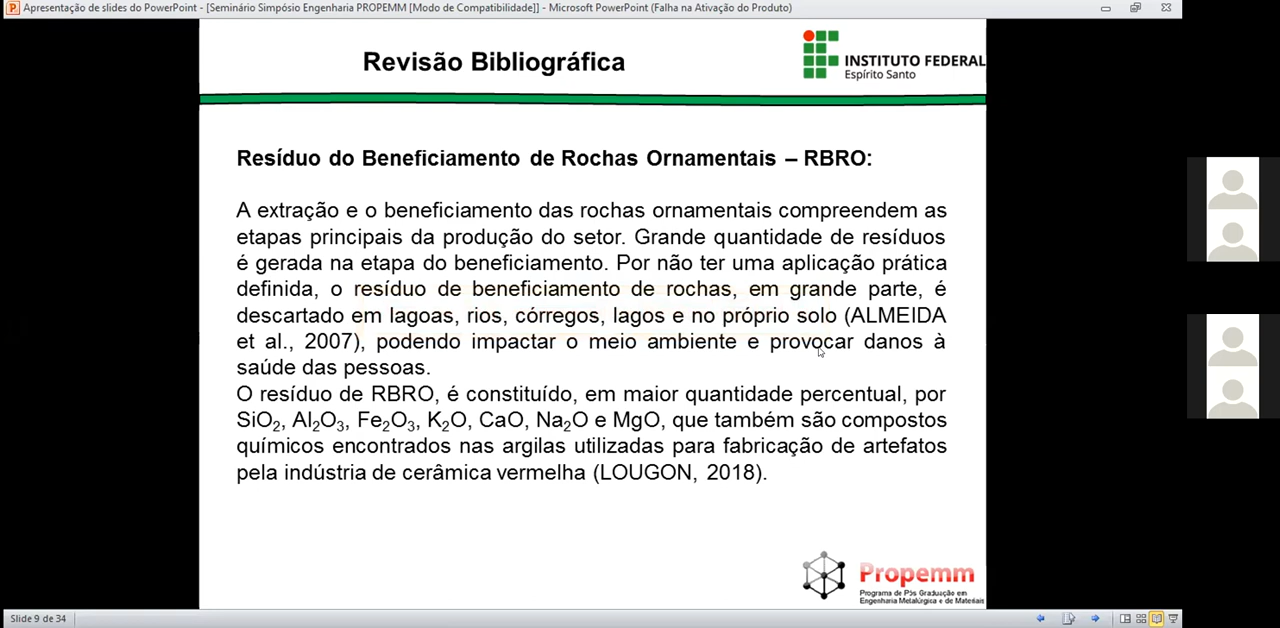 Apresentação de slides do PowerPoint - [Seminário Simpósio Engenharia PROPEMM [Modo de Compatibilidade]] - Microsoft PowerPoint (Falha na Ativação do Produto)
Revisão Bibliográfica
INSTITUTO FEDERAL
Espírito Santo
Resíduo do Beneficiamento de Rochas Ornamentais – RBRO:
A extração e o beneficiamento das rochas ornamentais compreendem as
etapas principais da produção do setor. Grande quantidade de resíduos
é gerada na etapa do beneficiamento. Por não ter uma aplicação prática
definida, o resíduo de beneficiamento de rochas, em grande parte, é
descartado em lagoas, rios, córregos, lagos e no próprio solo (ALMEIDA
et al., 2007), podendo impactar o meio ambiente e provocar danos à
saúde das pessoas.
O resíduo de RBRO, é constituído, em maior quantidade percentual, por
SiO₂, Al₂O₃, Fe₂O₃, K₂O, CaO, Na₂O e MgO, que também são compostos
químicos encontrados nas argilas utilizadas para fabricação de artefatos
pela indústria de cerâmica vermelha (LOUGON, 2018).
Propemm
Programa de Pós Graduação em
Engenharia Metalúrgica e de Materiais
Slide 9 de 34